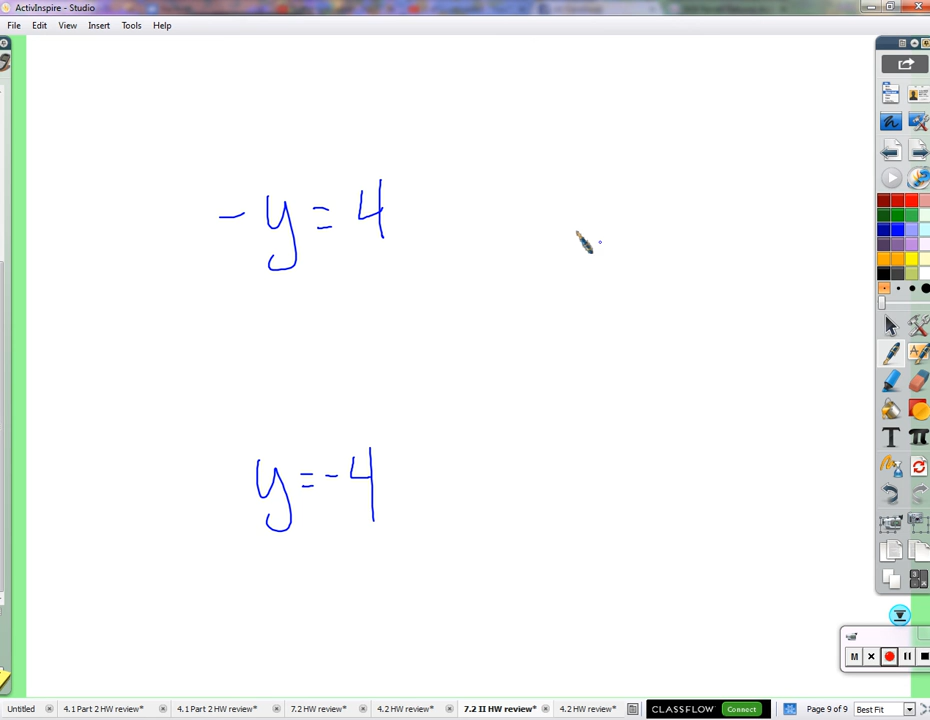 ActivInspire - Studio
File Edit View Insert Tools Help
- y = 4
y = - 4
Untitled 4.1 Part 2 HW review* 4.1 Part 2 HW review* 7.2 HW review* 4.2 HW review* 7.2 II HW review* 4.2 HW review* CLASSFLOW Connect Page 9 of 9 Best Fit